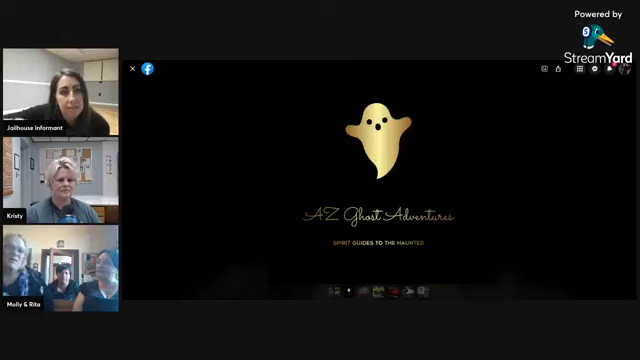 Powered by
StreamYard
Jailhouse Informant
Kristy
Molly & Rita
AZ Ghost Adventures
SPIRIT GUIDES TO THE HAUNTED